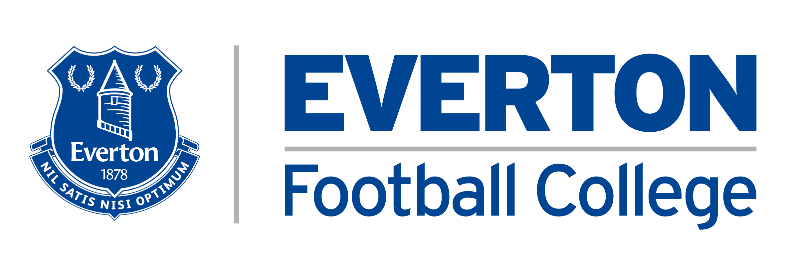 Everton
1878
NIL SATIS NISI OPTIMUM
EVERTON
Football College